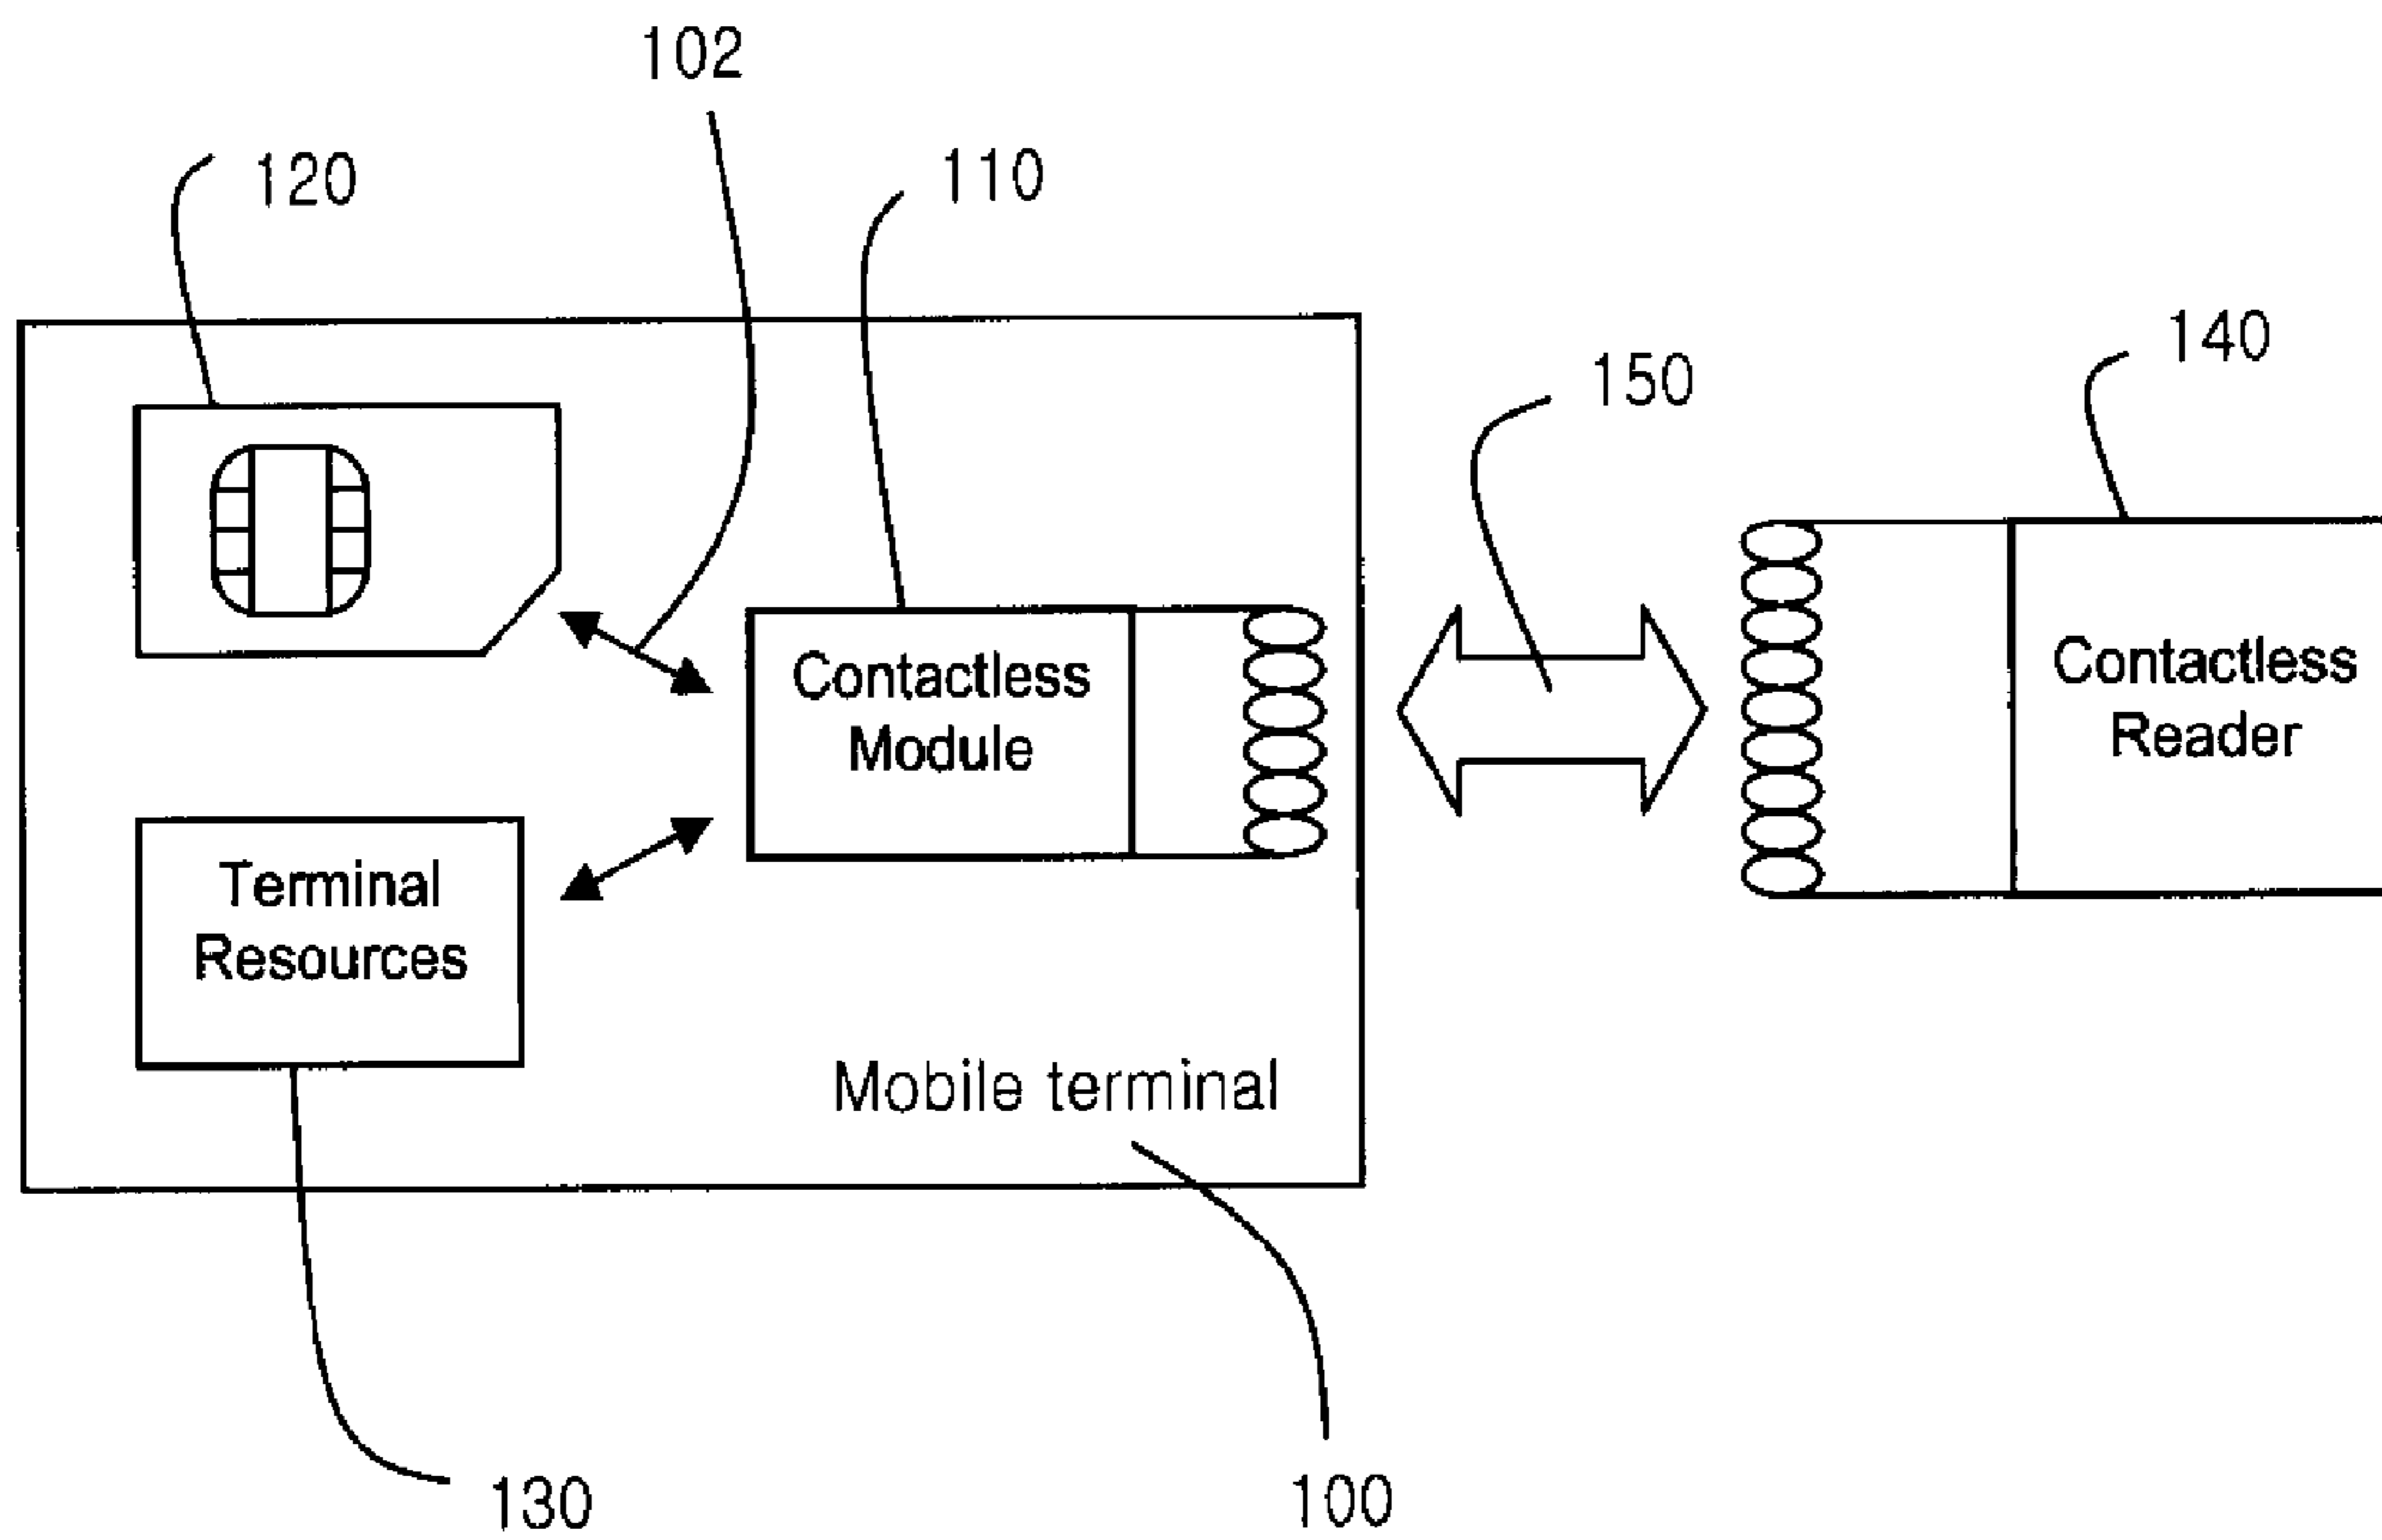 102
120
110
140
150
Contactless
Module
Contactless
Reader
Terminal
Resources
Mobile terminal
130
100